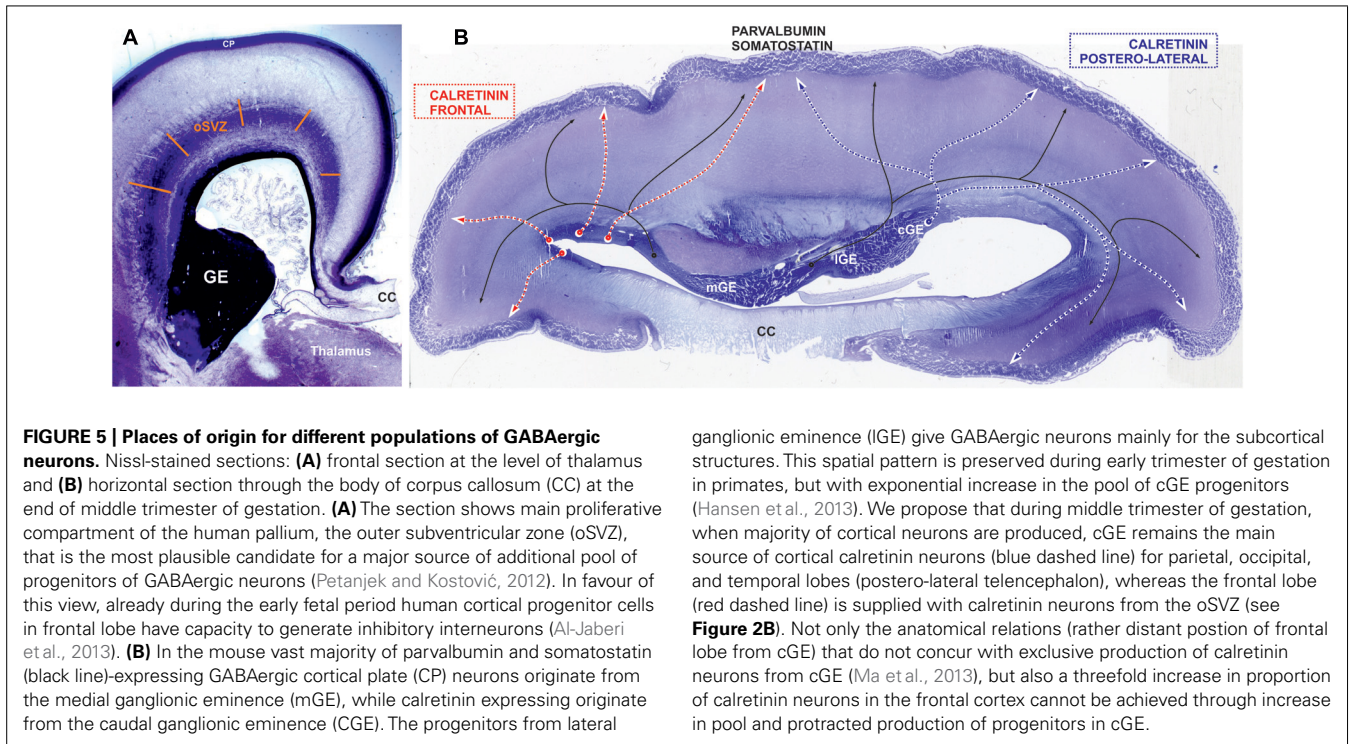 A
CP
oSVZ
GE
CC
Thalamus
B
PARVALBUMIN
SOMATOSTATIN
CALRETININ
POSTERO-LATERAL
CALRETININ
FRONTAL
cGE
lGE
mGE
CC
FIGURE 5 | Places of origin for different populations of GABAergic
neurons. Nissl-stained sections: (A) frontal section at the level of thalamus
and (B) horizontal section through the body of corpus callosum (CC) at the
end of middle trimester of gestation. (A) The section shows main proliferative
compartment of the human pallium, the outer subventricular zone (oSVZ),
that is the most plausible candidate for a major source of additional pool of
progenitors of GABAergic neurons (Petanjek and Kostović, 2012). In favour of
this view, already during the early fetal period human cortical progenitor cells
in frontal lobe have capacity to generate inhibitory interneurons (Al-Jaberi
et al., 2013). (B) In the mouse vast majority of parvalbumin and somatostatin
(black line)-expressing GABAergic cortical plate (CP) neurons originate from
the medial ganglionic eminence (mGE), while calretinin expressing originate
from the caudal ganglionic eminence (CGE). The progenitors from lateral
ganglionic eminence (lGE) give GABAergic neurons mainly for the subcortical
structures. This spatial pattern is preserved during early trimester of gestation
in primates, but with exponential increase in the pool of cGE progenitors
(Hansen et al., 2013). We propose that during middle trimester of gestation,
when majority of cortical neurons are produced, cGE remains the main
source of cortical calretinin neurons (blue dashed line) for parietal, occipital,
and temporal lobes (postero-lateral telencephalon), whereas the frontal lobe
(red dashed line) is supplied with calretinin neurons from the oSVZ (see
Figure 2B). Not only the anatomical relations (rather distant postion of frontal
lobe from cGE) that do not concur with exclusive production of calretinin
neurons from cGE (Ma et al., 2013), but also a threefold increase in proportion
of calretinin neurons in the frontal cortex cannot be achieved through increase
in pool and protracted production of progenitors in cGE.